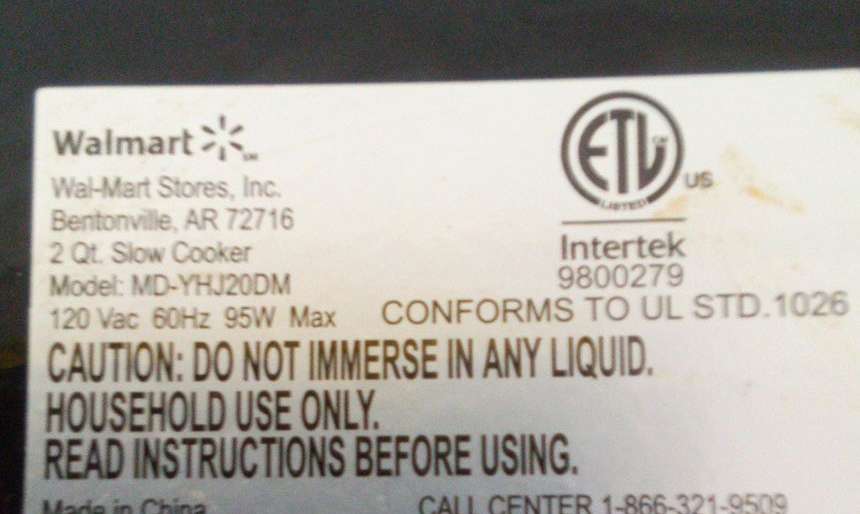 Walmart
Wal-Mart Stores, Inc.
Bentonville, AR 72716
2 Qt. Slow Cooker
Model: MD-YHJ20DM
120 Vac 60Hz 95W Max
ETL CM
LISTED
US
Intertek
9800279
CONFORMS TO UL STD.1026
CAUTION: DO NOT IMMERSE IN ANY LIQUID.
HOUSEHOLD USE ONLY.
READ INSTRUCTIONS BEFORE USING.
Made in China
CALL CENTER 1-866-321-9509